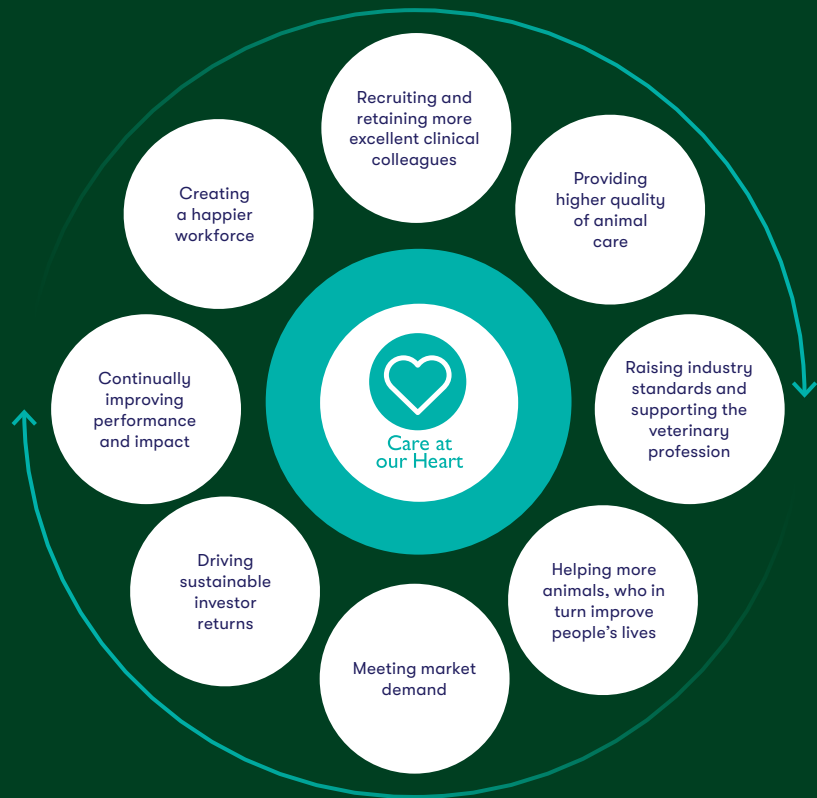 Recruiting and
retaining more
excellent clinical
colleagues
Providing
higher quality
of animal
care
Raising industry
standards and
supporting the
veterinary
profession
Helping more
animals, who in
turn improve
people’s lives
Meeting market
demand
Driving
sustainable
investor
returns
Continually
improving
performance
and impact
Creating
a happier
workforce
Care at
our Heart